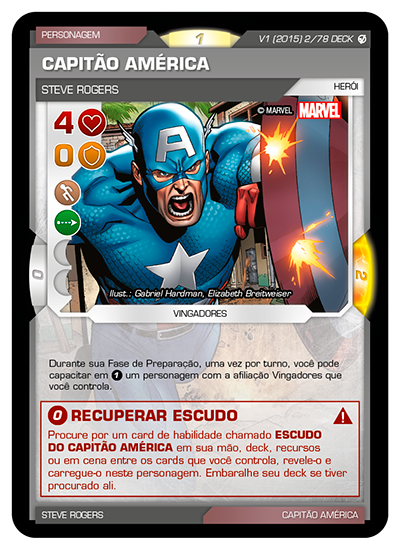 PERSONAGEM
1
V1 (2015) 2/78 DECK
CAPITÃO AMÉRICA
STEVE ROGERS
HERÓI
4
© MARVEL MARVEL
0
A
0
2
Ilust.: Gabriel Hardman, Elizabeth Breitweiser
VINGADORES
Durante sua Fase de Preparação, uma vez por turno, você pode
capacitar em 1 um personagem com a afiliação Vingadores que
você controla.
0 RECUPERAR ESCUDO
Procure por um card de habilidade chamado ESCUDO
DO CAPITÃO AMÉRICA em sua mão, deck, recursos
ou em cena entre os cards que você controla, revele-o e
carregue-o neste personagem. Embaralhe seu deck se tiver
procurado ali.
STEVE ROGERS
CAPITÃO AMÉRICA